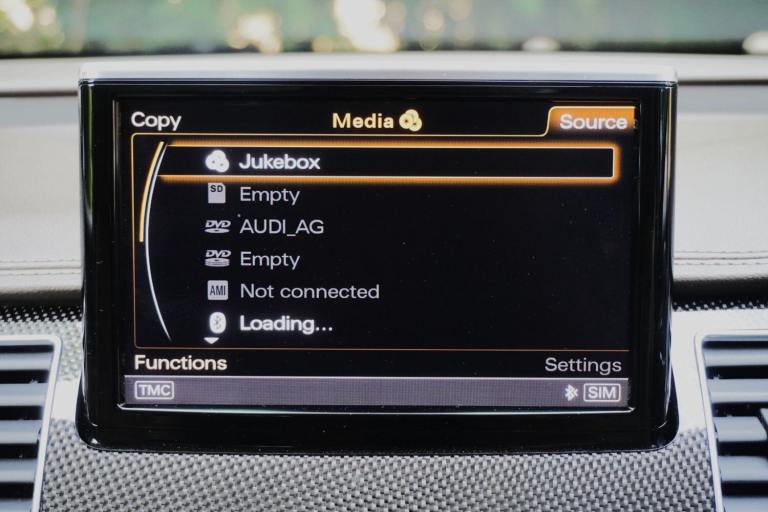 Copy Media Source
Jukebox
SD Empty
DVD AUDI_AG
DVD Empty
AMI Not connected
Loading...
Functions Settings
TMC SIM